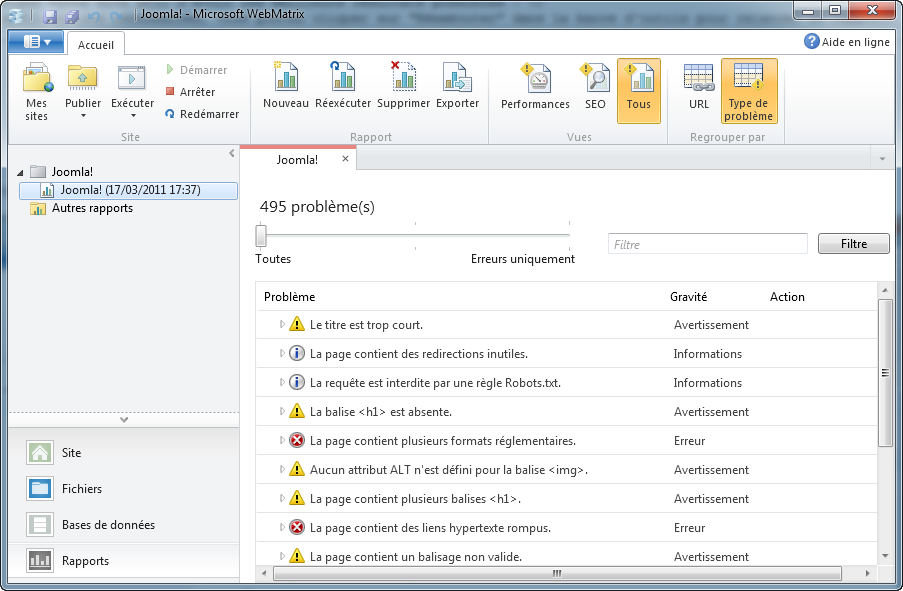 Joomla! - Microsoft WebMatrix
Accueil
Aide en ligne
Mes sites
Publier
Exécuter
Démarrer
Arrêter
Redémarrer
Site
Nouveau
Réexécuter
Supprimer
Exporter
Rapport
Performances
SEO
Tous
Vues
URL
Type de problème
Regrouper par
Joomla!
Joomla! (17/03/2011 17:37)
Autres rapports
Site
Fichiers
Bases de données
Rapports
Joomla!
495 problème(s)
Toutes
Erreurs uniquement
Filtre
Filtre
Problème Gravité Action
Le titre est trop court. Avertissement
La page contient des redirections inutiles. Informations
La requête est interdite par une règle Robots.txt. Informations
La balise <h1> est absente. Avertissement
La page contient plusieurs formats réglementaires. Erreur
Aucun attribut ALT n'est défini pour la balise <img>. Avertissement
La page contient plusieurs balises <h1>. Avertissement
La page contient des liens hypertexte rompus. Erreur
La page contient un balisage non valide. Avertissement